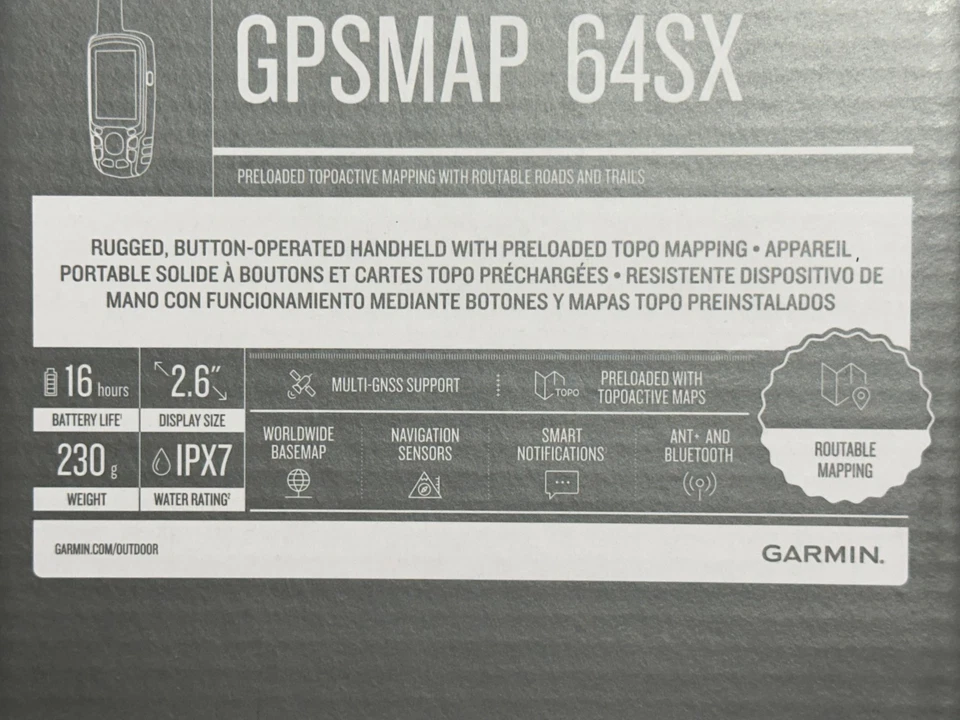 GPSMAP® 64SX
PRELOADED TOPOACTIVE MAPPING WITH ROUTABLE ROADS AND TRAILS
RUGGED, BUTTON-OPERATED HANDHELD WITH PRELOADED TOPO MAPPING • APPAREIL
PORTABLE SOLIDE À BOUTONS ET CARTES TOPO PRÉCHARGÉES • RESISTENTE DISPOSITIVO DE
MANO CON FUNCIONAMIENTO MEDIANTE BOTONES Y MAPAS TOPO PREINSTALADOS
16 hours
BATTERY LIFE¹
2.6″
DISPLAY SIZE
230 g
WEIGHT
IPX7
WATER RATING²
MULTI-GNSS SUPPORT
TOPO
PRELOADED WITH
TOPOACTIVE MAPS
WORLDWIDE
BASEMAP
NAVIGATION
SENSORS
SMART
NOTIFICATIONS
ANT+ AND
BLUETOOTH
ROUTABLE
MAPPING
GARMIN.COM/OUTDOOR
GARMIN.